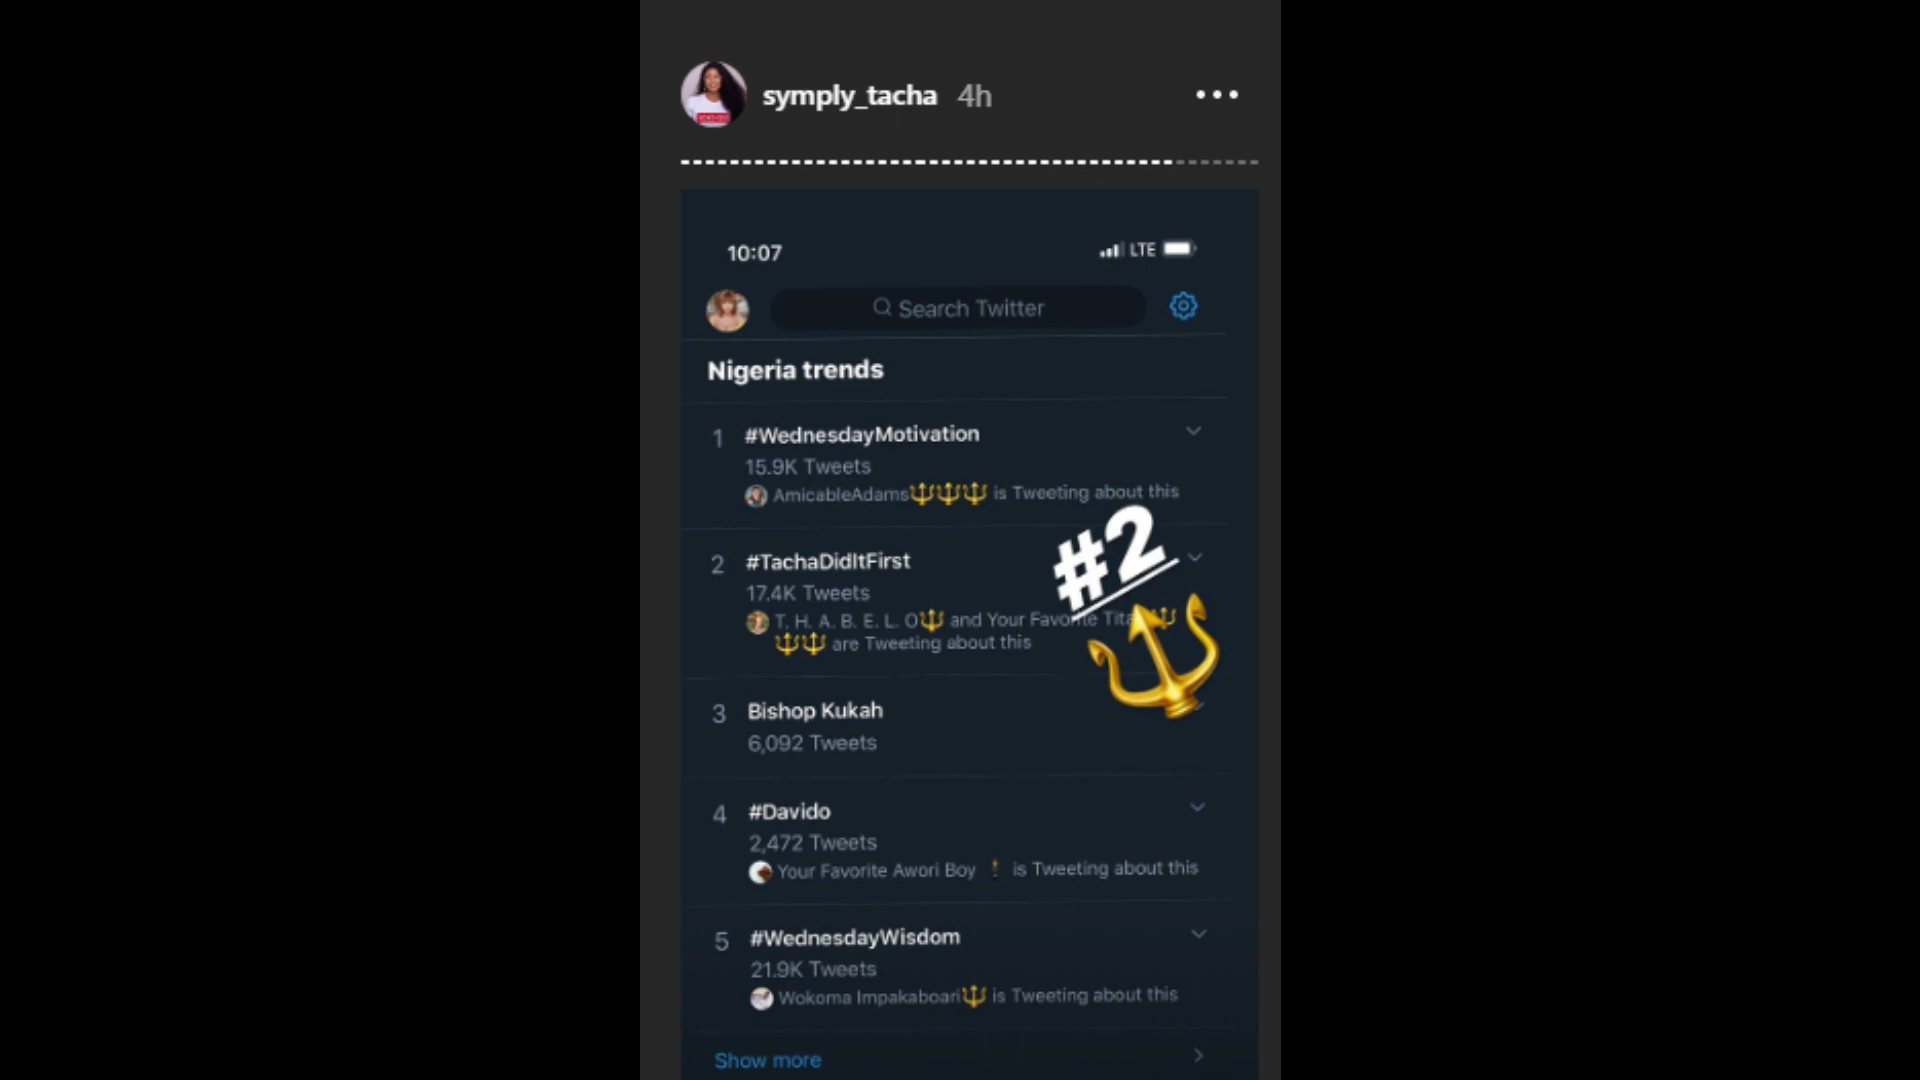 symply_tacha 4h
10:07 LTE
Search Twitter
Nigeria trends
1 #WednesdayMotivation
15.9K Tweets
AmicableAdams🔱🔱🔱 is Tweeting about this
#2
2 #TachaDidItFirst
17.4K Tweets
T. H. A. B. E. L. O🔱 and Your Favorite 🔱
🔱🔱 are Tweeting about this
3 Bishop Kukah
6,092 Tweets
4 #Davido
2,472 Tweets
Your Favorite Awori Boy is Tweeting about this
5 #WednesdayWisdom
21.9K Tweets
Wokoma Impakaboari🔱 is Tweeting about this
Show more